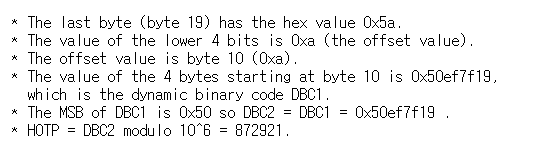 * The last byte (byte 19) has the hex value 0x5a.
* The value of the lower 4 bits is 0xa (the offset value).
* The offset value is byte 10 (0xa).
* The value of the 4 bytes starting at byte 10 is 0x50ef7f19,
which is the dynamic binary code DBC1.
* The MSB of DBC1 is 0x50 so DBC2 = DBC1 = 0x50ef7f19 .
* HOTP = DBC2 modulo 10^6 = 872921.